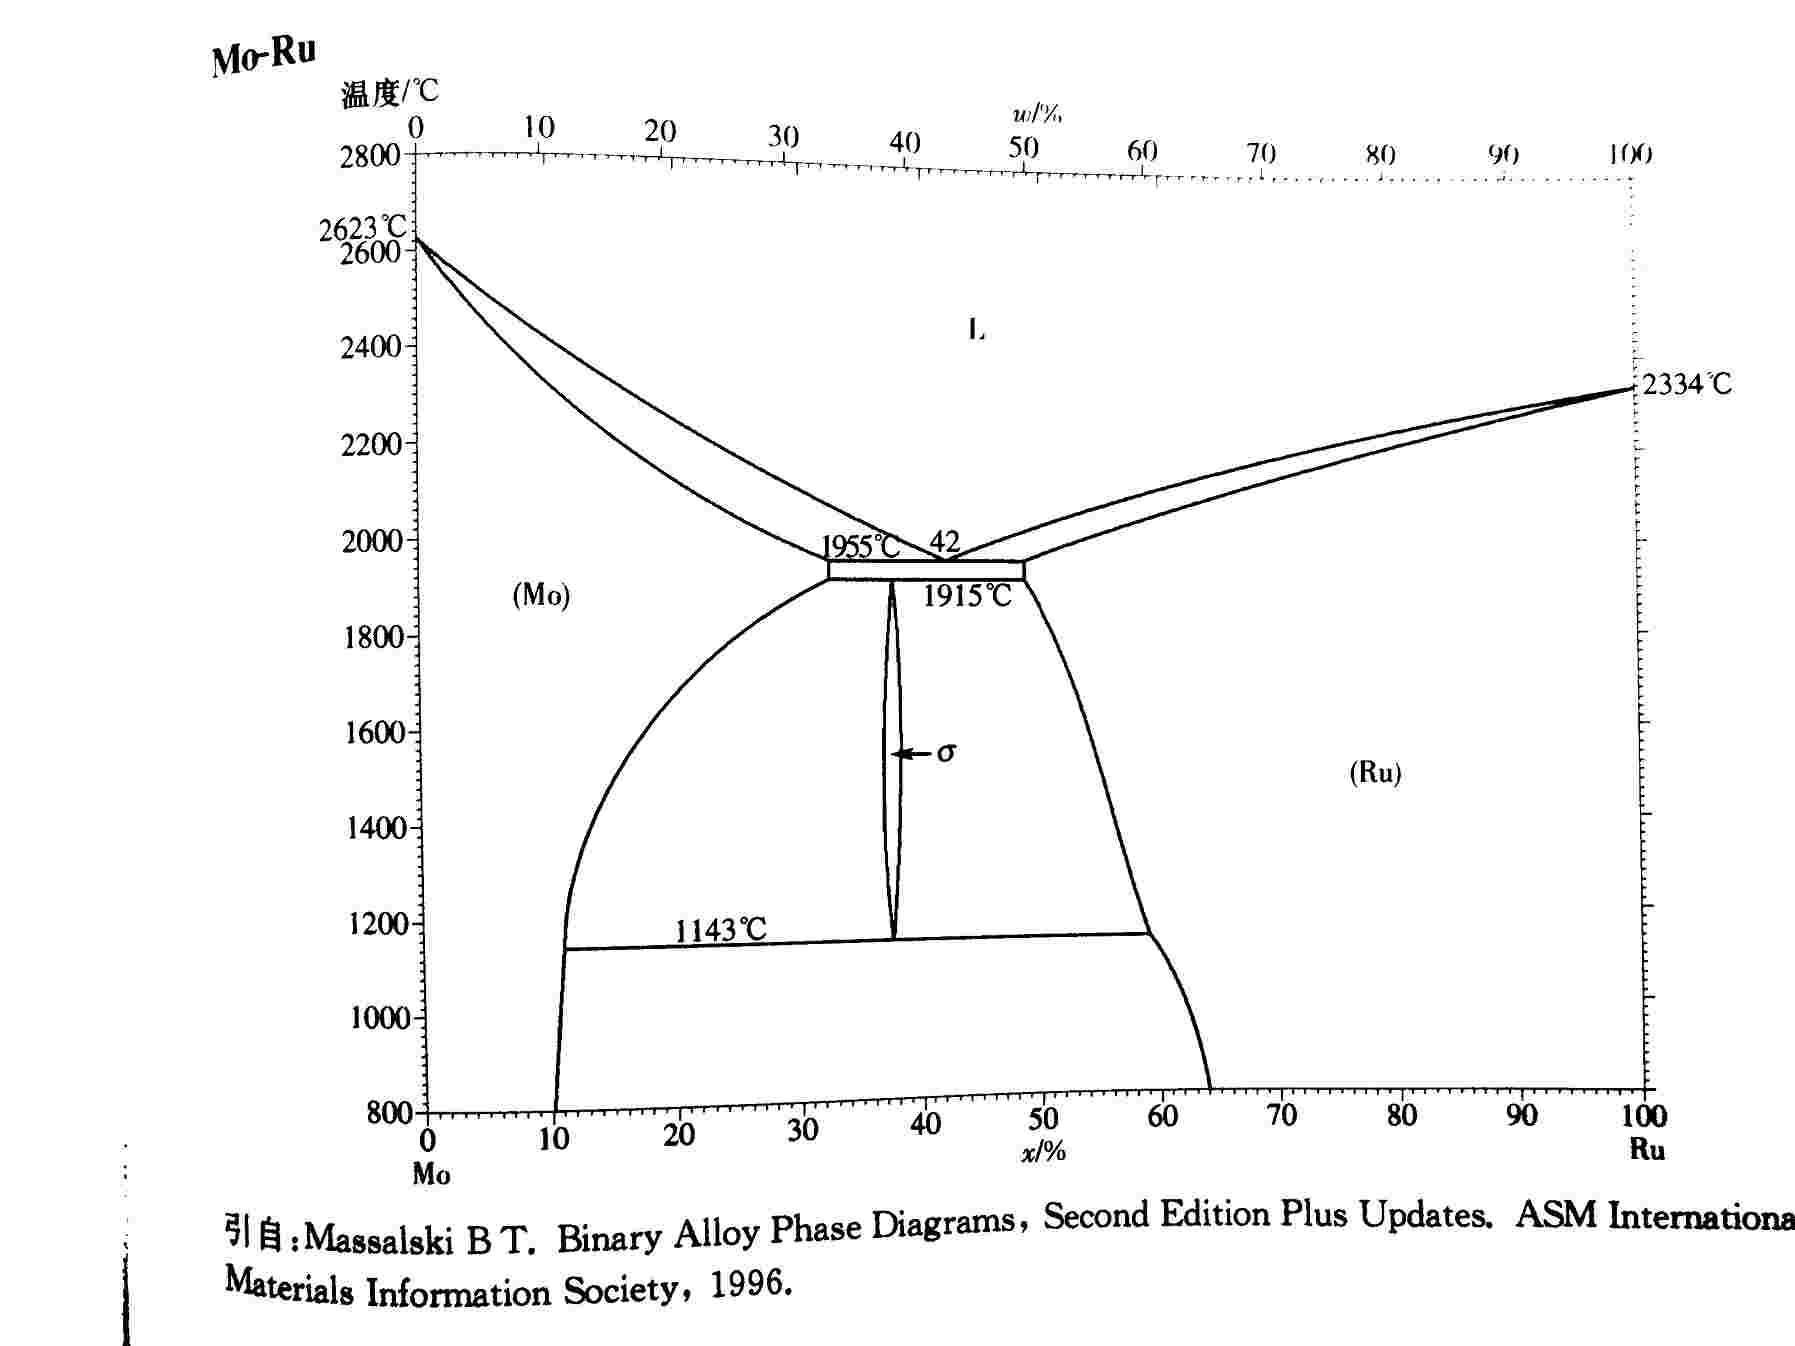 Mo-Ru
温度/℃
w/%
0 10 20 30 40 50 60 70 80 90 100
2800
2623℃
2600
L
2400
2334℃
2200
2000
1955℃ 42
(Mo)
1915℃
1800
1600
σ
(Ru)
1400
1200
1143℃
1000
800
0 10 20 30 40 50 60 70 80 90 100
Mo x/% Ru
引自:Massalski B T. Binary Alloy Phase Diagrams, Second Edition Plus Updates. ASM Internationa
Materials Information Society, 1996.